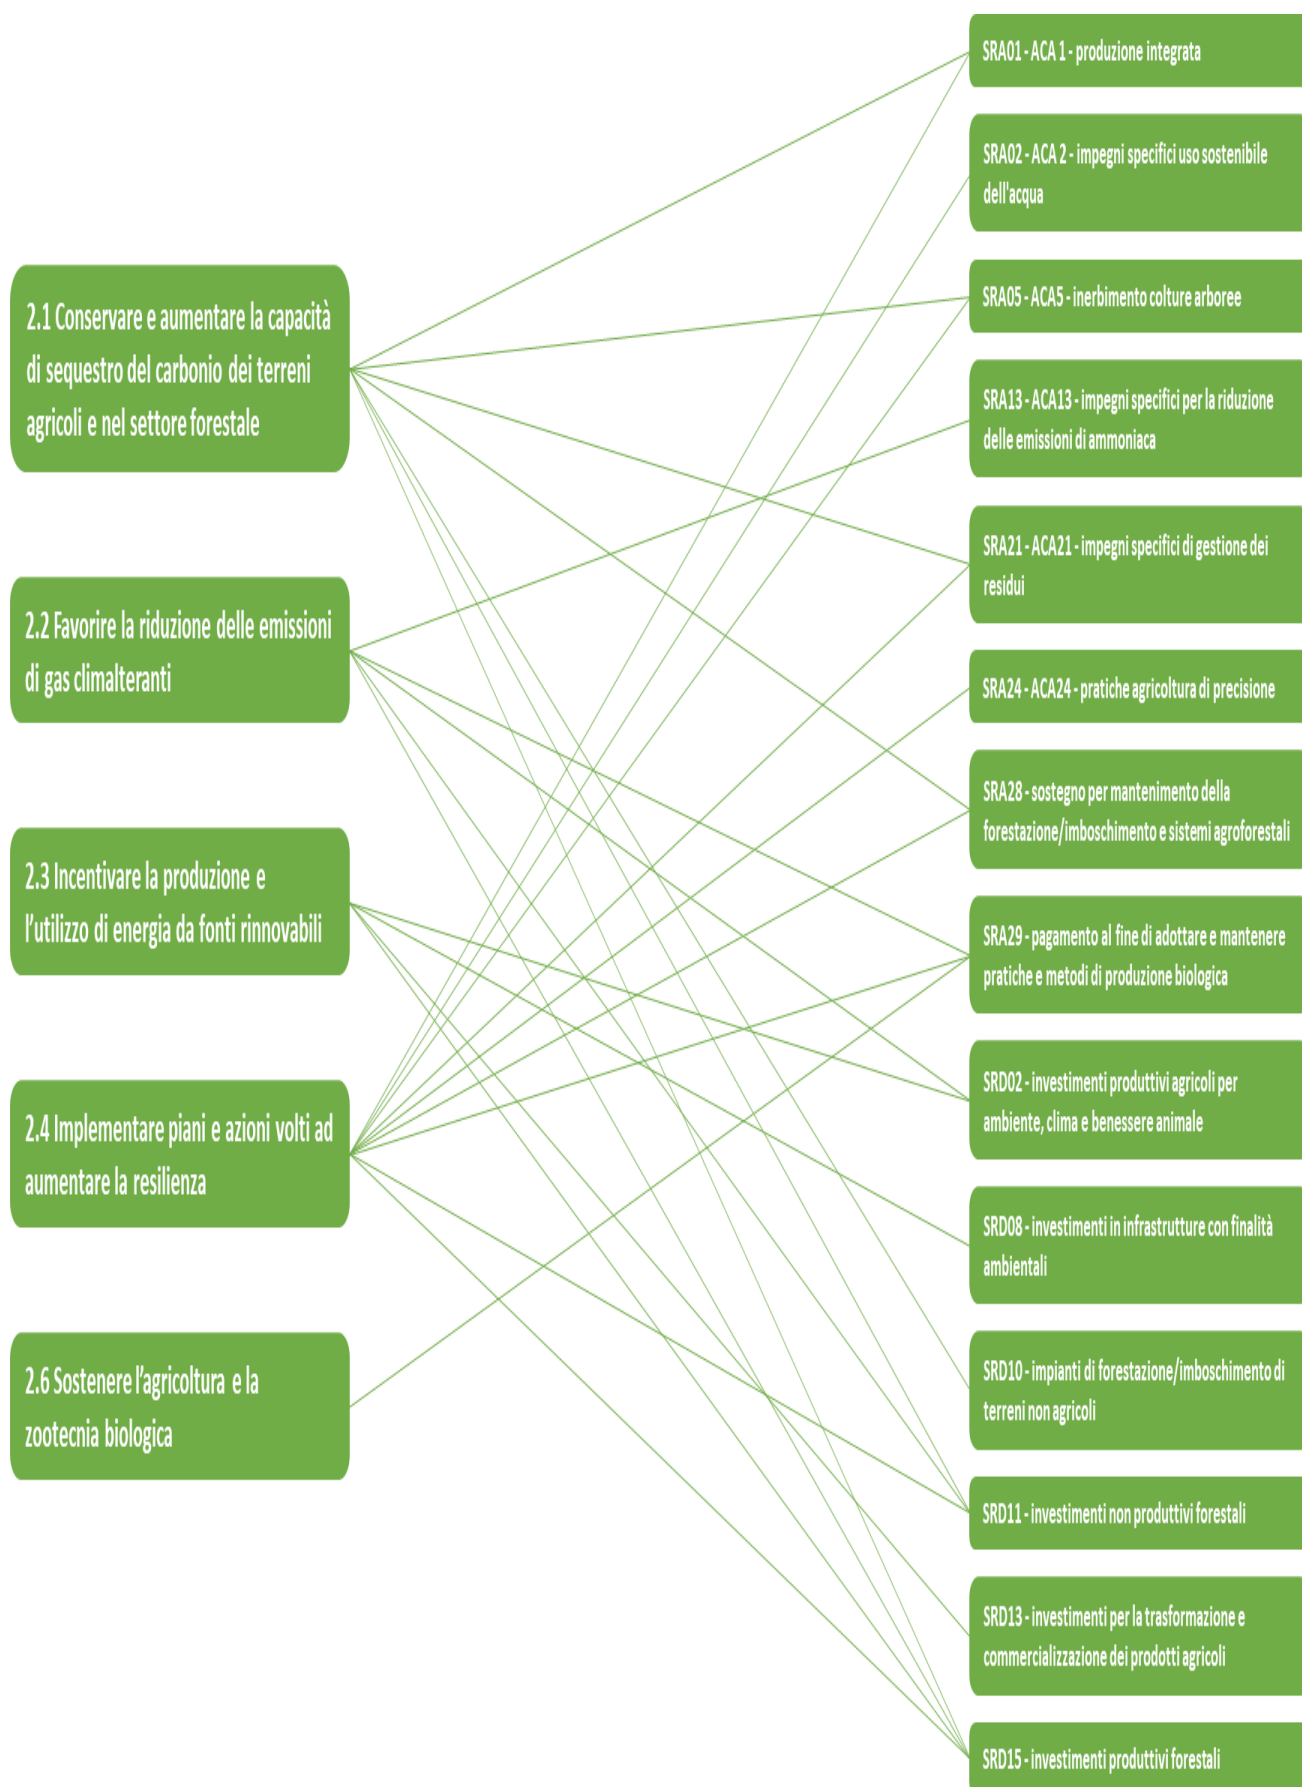 2.1 Conservare e aumentare la capacità
di sequestro del carbonio dei terreni
agricoli e nel settore forestale
2.2 Favorire la riduzione delle emissioni
di gas climalteranti
2.3 Incentivare la produzione e
l'utilizzo di energia da fonti rinnovabili
2.4 Implementare piani e azioni volti ad
aumentare la resilienza
2.6 Sostenere l'agricoltura e la
zootecnia biologica
SRA01 - ACA 1 - produzione integrata
SRA02 - ACA 2 - impegni specifici uso sostenibile
dell'acqua
SRA05 - ACA5 - inerbimento colture arboree
SRA13 - ACA13 - impegni specifici per la riduzione
delle emissioni di ammoniaca
SRA21 - ACA21 - impegni specifici di gestione dei
residui
SRA24 - ACA24 - pratiche agricoltura di precisione
SRA28 - sostegno per mantenimento della
forestazione/imboschimento e sistemi agroforestali
SRA29 - pagamento al fine di adottare e mantenere
pratiche e metodi di produzione biologica
SRD02 - investimenti produttivi agricoli per
ambiente, clima e benessere animale
SRD08 - investimenti in infrastrutture con finalità
ambientali
SRD10 - impianti di forestazione/imboschimento di
terreni non agricoli
SRD11 - investimenti non produttivi forestali
SRD13 - investimenti per la trasformazione e
commercializzazione dei prodotti agricoli
SRD15 - investimenti produttivi forestali